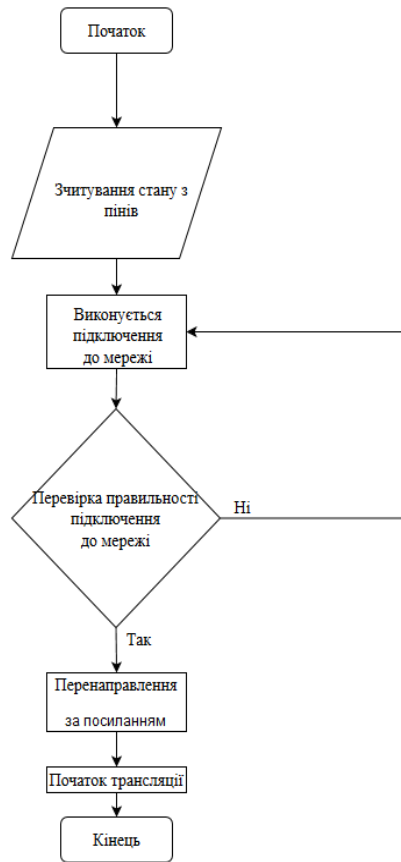 Початок
Зчитування стану з
пінів
Виконується
підключення
до мережі
Перевірка правильності
підключення
до мережі
Ні
Так
Перенаправлення
за посиланням
Початок трансляції
Кінець